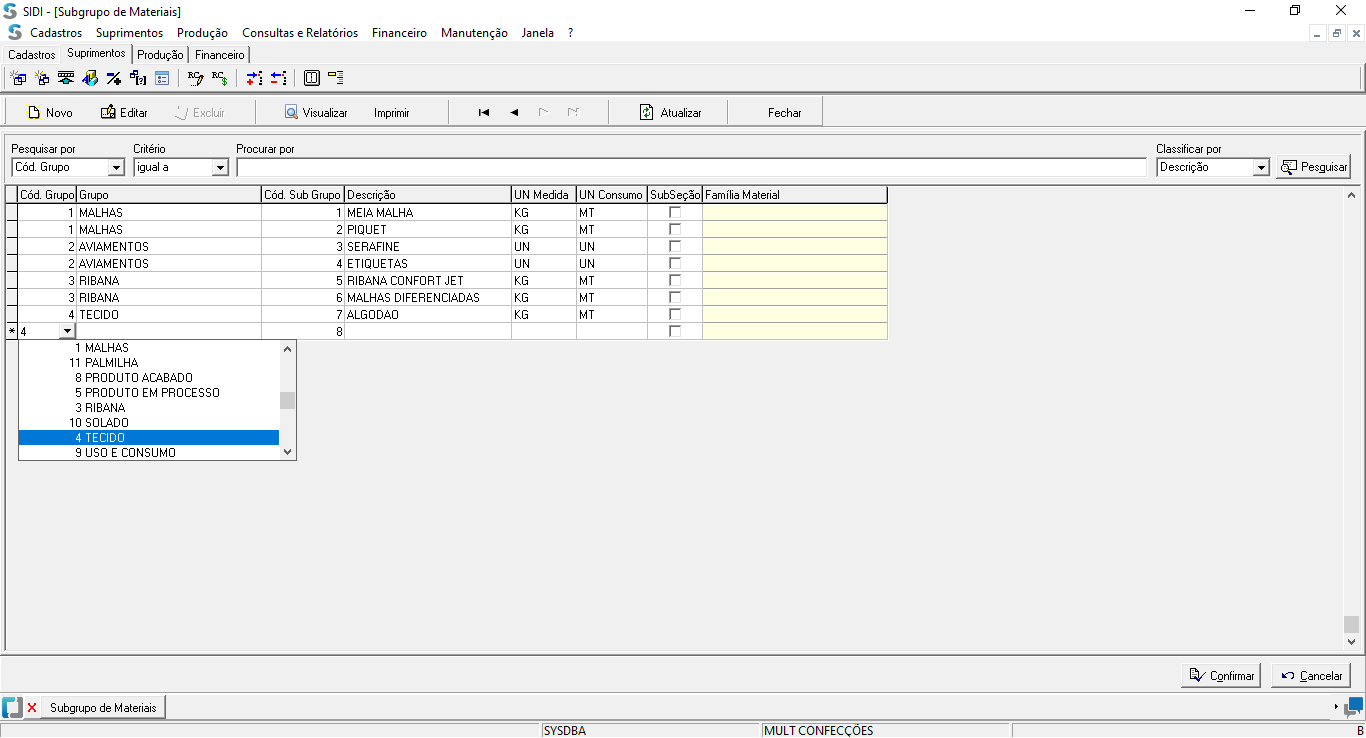 SIDI - [Subgrupo de Materiais]
Cadastros Suprimentos Produção Consultas e Relatórios Financeiro Manutenção Janela ?
Cadastros Suprimentos Produção Financeiro
Novo Editar Excluir Visualizar Imprimir Atualizar Fechar
Pesquisar por Critério Procurar por Classificar por
Cód. Grupo igual a Descrição Pesquisar
Cód. Grupo Grupo Cód. Sub Grupo Descrição UN Medida UN Consumo SubSeção Família Material
1 MALHAS 1 MEIA MALHA KG MT
1 MALHAS 2 PIQUET KG MT
2 AVIAMENTOS 3 SERAFINE UN UN
2 AVIAMENTOS 4 ETIQUETAS UN UN
3 RIBANA 5 RIBANA CONFORT JET KG MT
3 RIBANA 6 MALHAS DIFERENCIADAS KG MT
4 TECIDO 7 ALGODAO KG MT
* 4 8
1 MALHAS
11 PALMILHA
8 PRODUTO ACABADO
5 PRODUTO EM PROCESSO
3 RIBANA
10 SOLADO
4 TECIDO
9 USO E CONSUMO
Confirmar Cancelar
Subgrupo de Materiais
SYSDBA MULT CONFECÇÕES B